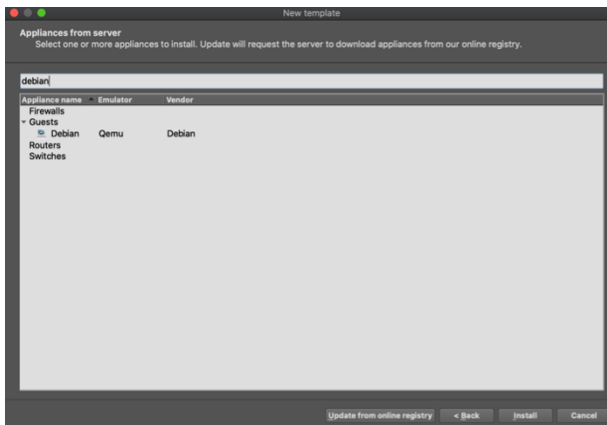 New template
Appliances from server
Select one or more appliances to install. Update will request the server to download appliances from our online registry.
debian
Appliance name Emulator Vendor
Firewalls
Guests
Debian Qemu Debian
Routers
Switches
Update from online registry < Back Install Cancel